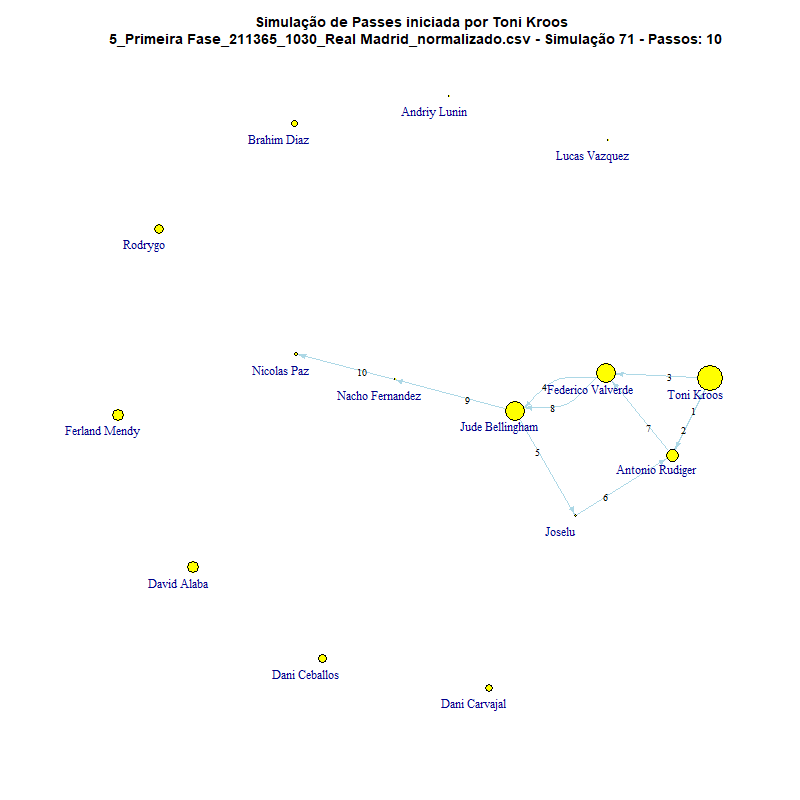 Simulação de Passes iniciada por Toni Kroos
5_Primeira Fase_211365_1030_Real Madrid_normalizado.csv - Simulação 71 - Passos: 10
Andriy Lunin
Brahim Diaz
Lucas Vazquez
Rodrygo
Nicolas Paz
10
Nacho Fernandez
9
4
Federico Valverde
3
Toni Kroos
8
1
Jude Bellingham
7
2
Ferland Mendy
5
Antonio Rudiger
6
Joselu
David Alaba
Dani Ceballos
Dani Carvajal